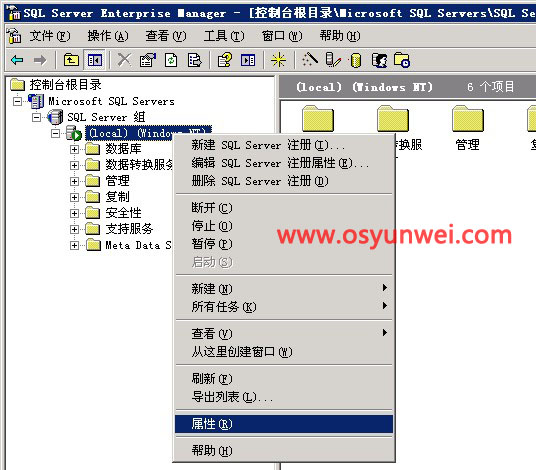 SQL Server Enterprise Manager - [控制台根目录\Microsoft SQL Servers\SQL Se
文件(F) 操作(A) 查看(V) 工具(T) 窗口(W) 帮助(H)
控制台根目录
Microsoft SQL Servers
SQL Server 组
(local) (Windows NT)
数据库
数据转换服务
管理
复制
安全性
支持服务
Meta Data S
(local) (Windows NT) 6 个项目
转换服
管理
新建 SQL Server 注册(I)...
编辑 SQL Server 注册属性(E)...
删除 SQL Server 注册(D)
断开(C)
停止(O)
暂停(P)
启动(S)
新建(N)
所有任务(K)
查看(V)
从这里创建窗口(W)
刷新(F)
导出列表(L)...
属性(R)
帮助(H)
www.osyunwei.com